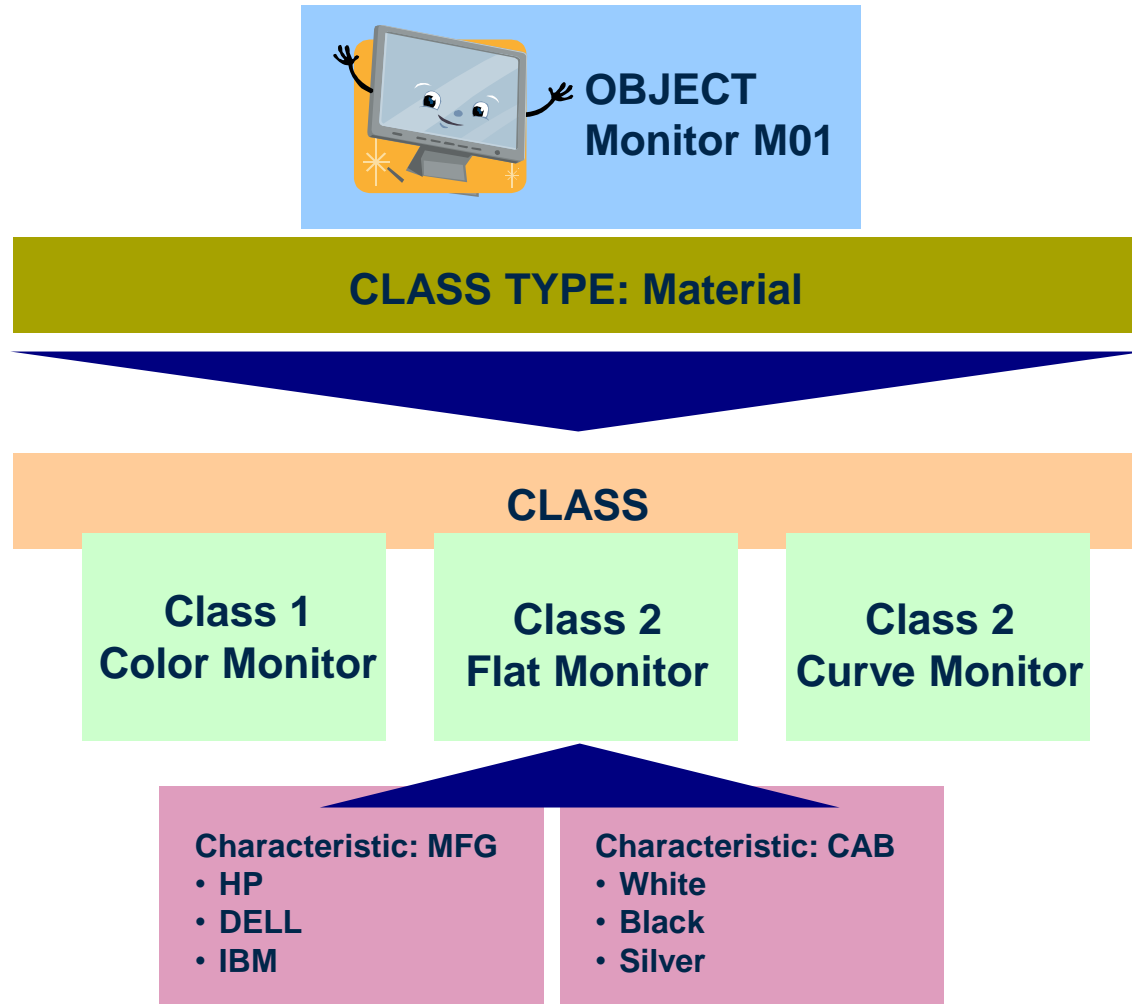 OBJECT
Monitor M01
CLASS TYPE: Material
CLASS
Class 1
Color Monitor
Class 2
Flat Monitor
Class 2
Curve Monitor
Characteristic: MFG
• HP
• DELL
• IBM
Characteristic: CAB
• White
• Black
• Silver